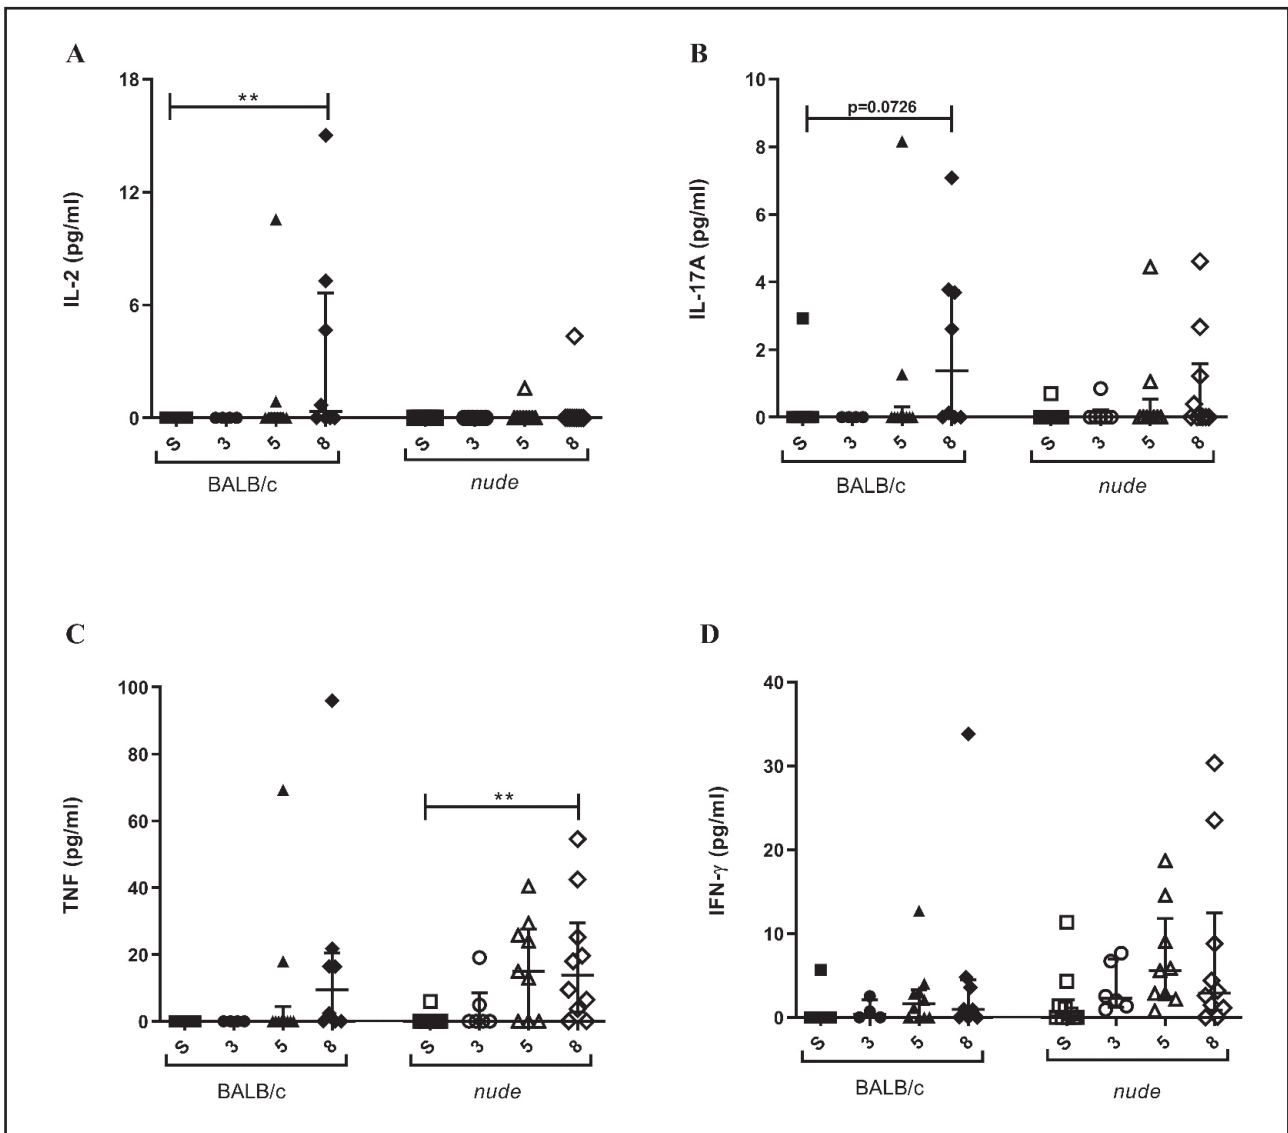 A
IL-2 (pg/ml)
18
12
6
0
**
S 3 5 8 S 3 5 8
BALB/c nude
B
IL-17A (pg/ml)
10
8
6
4
2
0
p=0.0726
S 3 5 8 S 3 5 8
BALB/c nude
C
TNF (pg/ml)
100
80
60
40
20
0
**
S 3 5 8 S 3 5 8
BALB/c nude
D
IFN-γ (pg/ml)
40
30
20
10
0
S 3 5 8 S 3 5 8
BALB/c nude